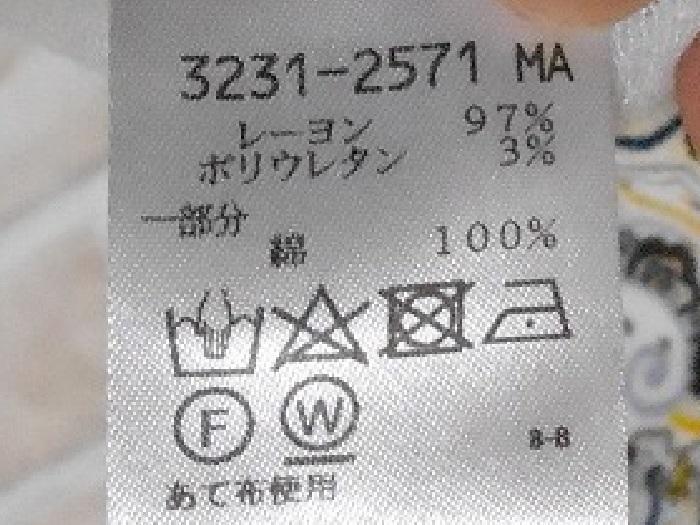 3231-2571 MA
レーヨン 97%
ポリウレタン 3%
一部分
綿 100%
F W
8-B
あて布使用